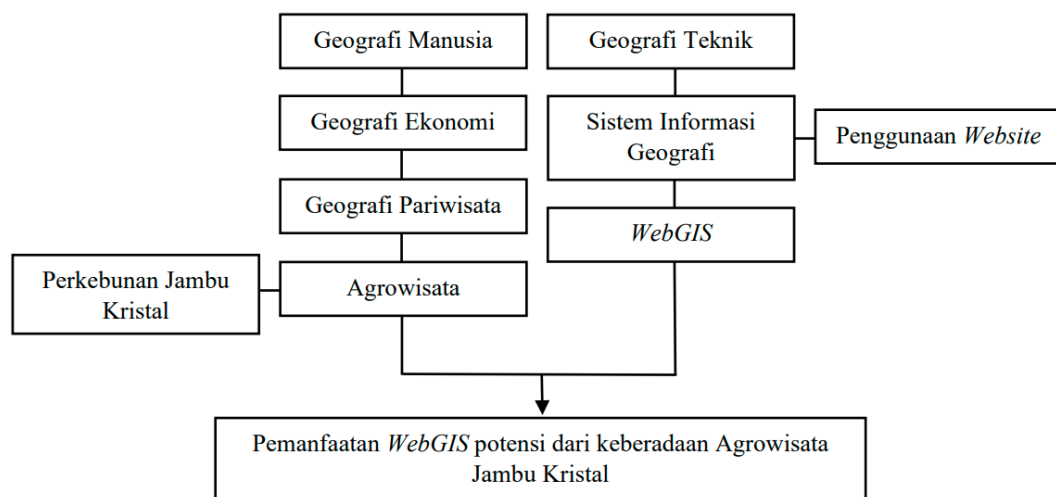 Geografi Manusia
Geografi Teknik
Geografi Ekonomi
Sistem Informasi
Geografi
Penggunaan Website
Geografi Pariwisata
WebGIS
Perkebunan Jambu
Kristal
Agrowisata
Pemanfaatan WebGIS potensi dari keberadaan Agrowisata
Jambu Kristal